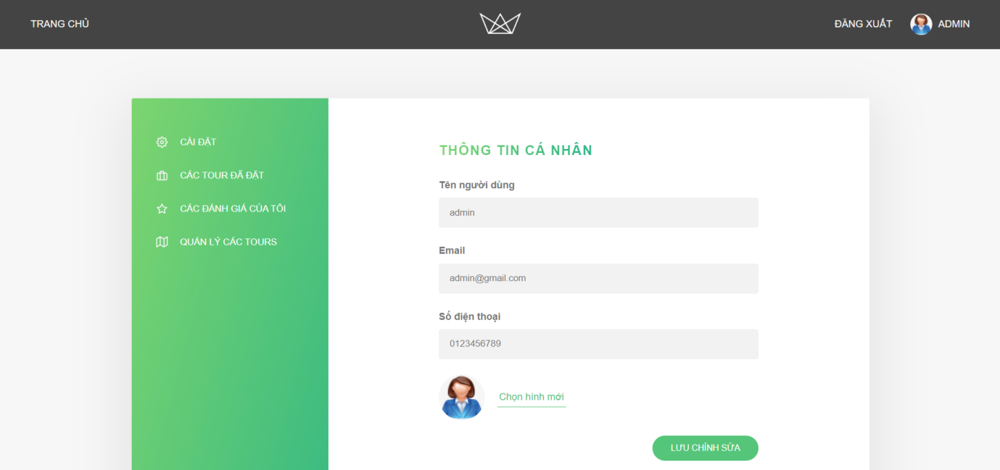 TRANG CHỦ
ĐĂNG XUẤT
ADMIN
CÀI ĐẶT
CÁC TOUR ĐÃ ĐẶT
CÁC ĐÁNH GIÁ CỦA TÔI
QUẢN LÝ CÁC TOURS
THÔNG TIN CÁ NHÂN
Tên người dùng
admin
Email
admin@gmail.com
Số điện thoại
0123456789
Chọn hình mới
LƯU CHỈNH SỬA